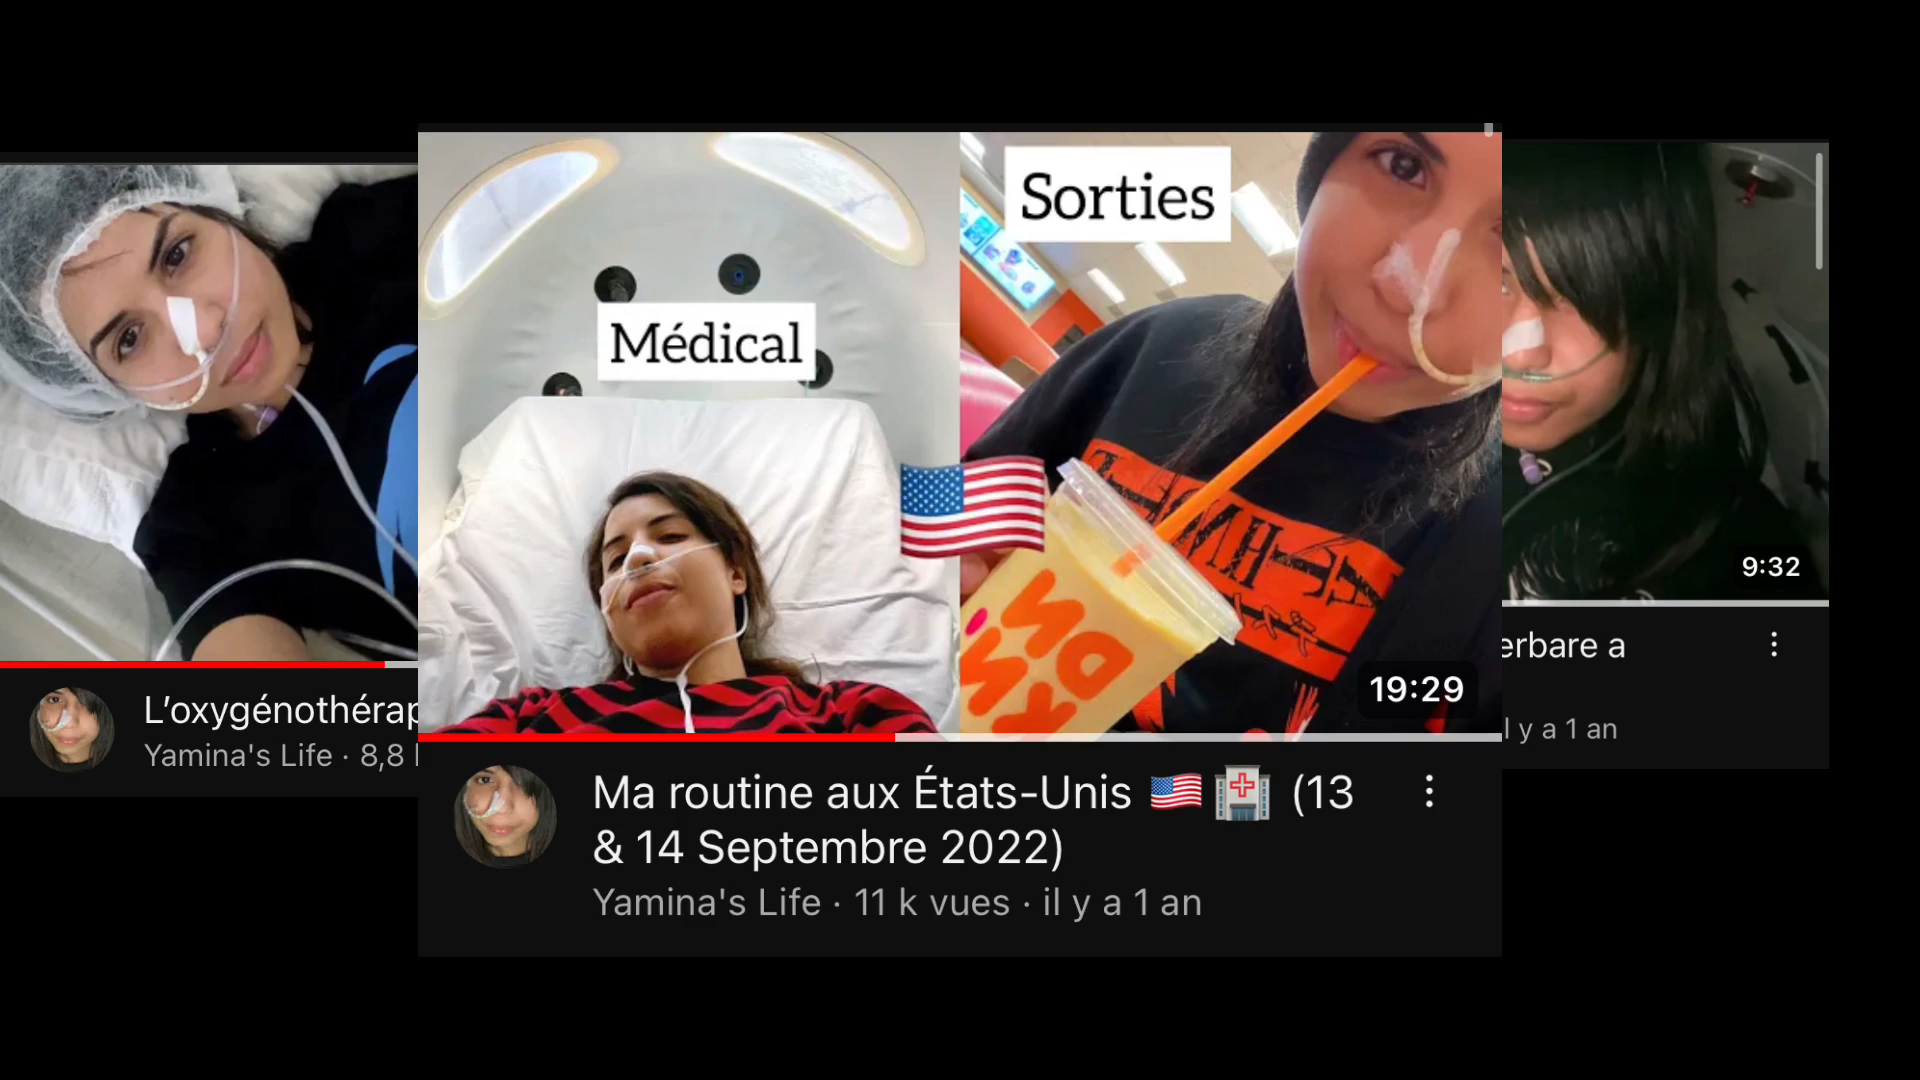 Médical
Sorties
19:29
Ma routine aux États-Unis 🇺🇸 🏥 (13
& 14 Septembre 2022)
Yamina's Life · 11 k vues · il y a 1 an
L'oxygénothérap
Yamina's Life · 8,8
9:32
erbare a
l y a 1 an